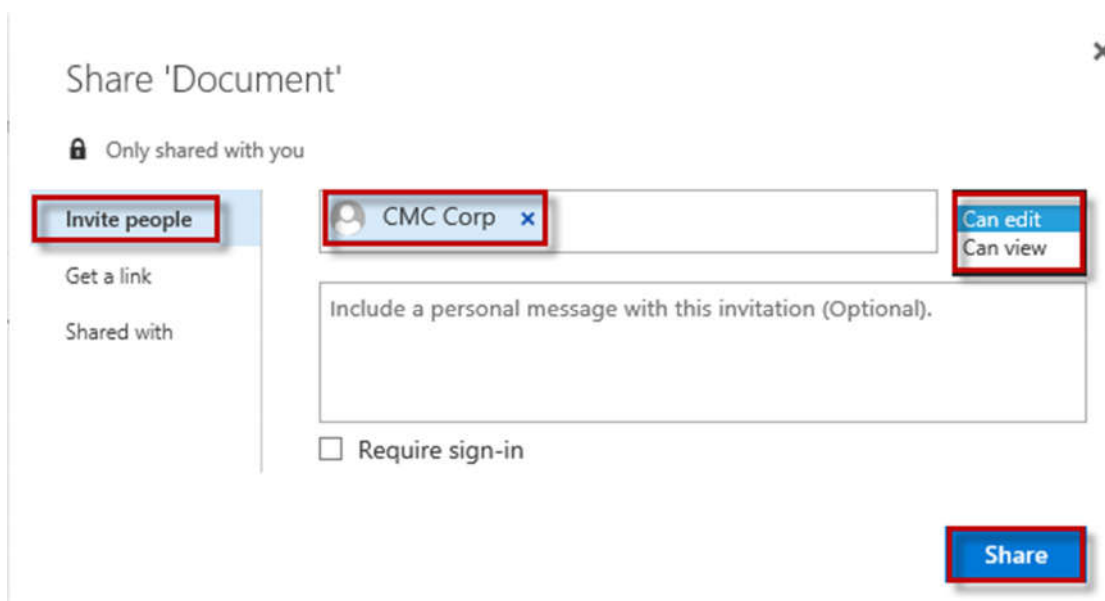 Share 'Document'
Only shared with you
Invite people
CMC Corp
Can edit
Can view
Get a link
Include a personal message with this invitation (Optional).
Shared with
Require sign-in
Share